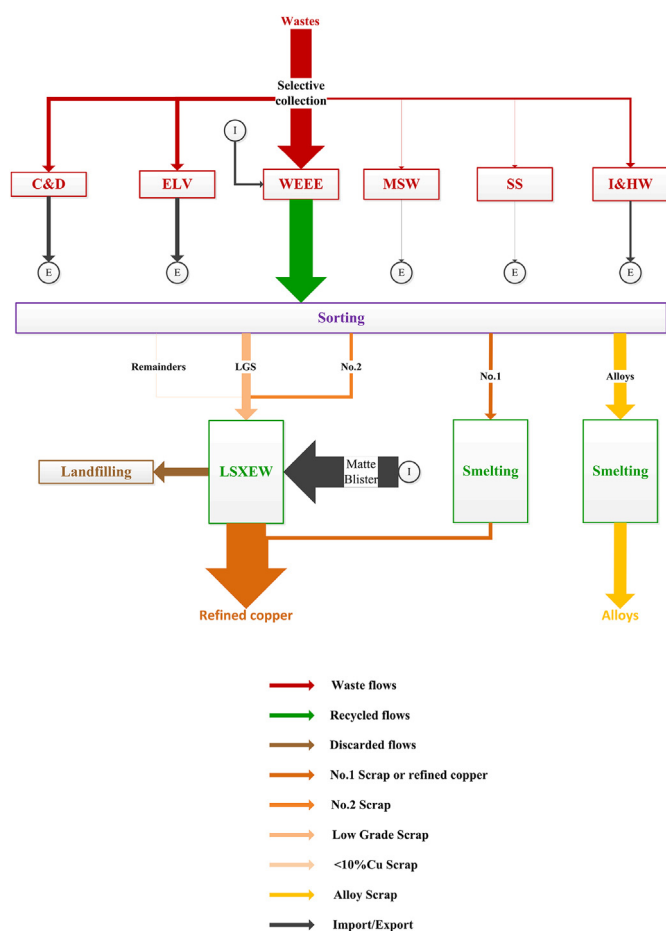 Wastes
Selective
collection
I
C&D
ELV
WEEE
MSW
SS
I&HW
E
E
E
E
E
Sorting
Remainders
LGS
No.2
No.1
Alloys
Landfilling
LSXEW
Matte
Blister
I
Smelting
Smelting
Refined copper
Alloys
Waste flows
Recycled flows
Discarded flows
No.1 Scrap or refined copper
No.2 Scrap
Low Grade Scrap
<10%Cu Scrap
Alloy Scrap
Import/Export